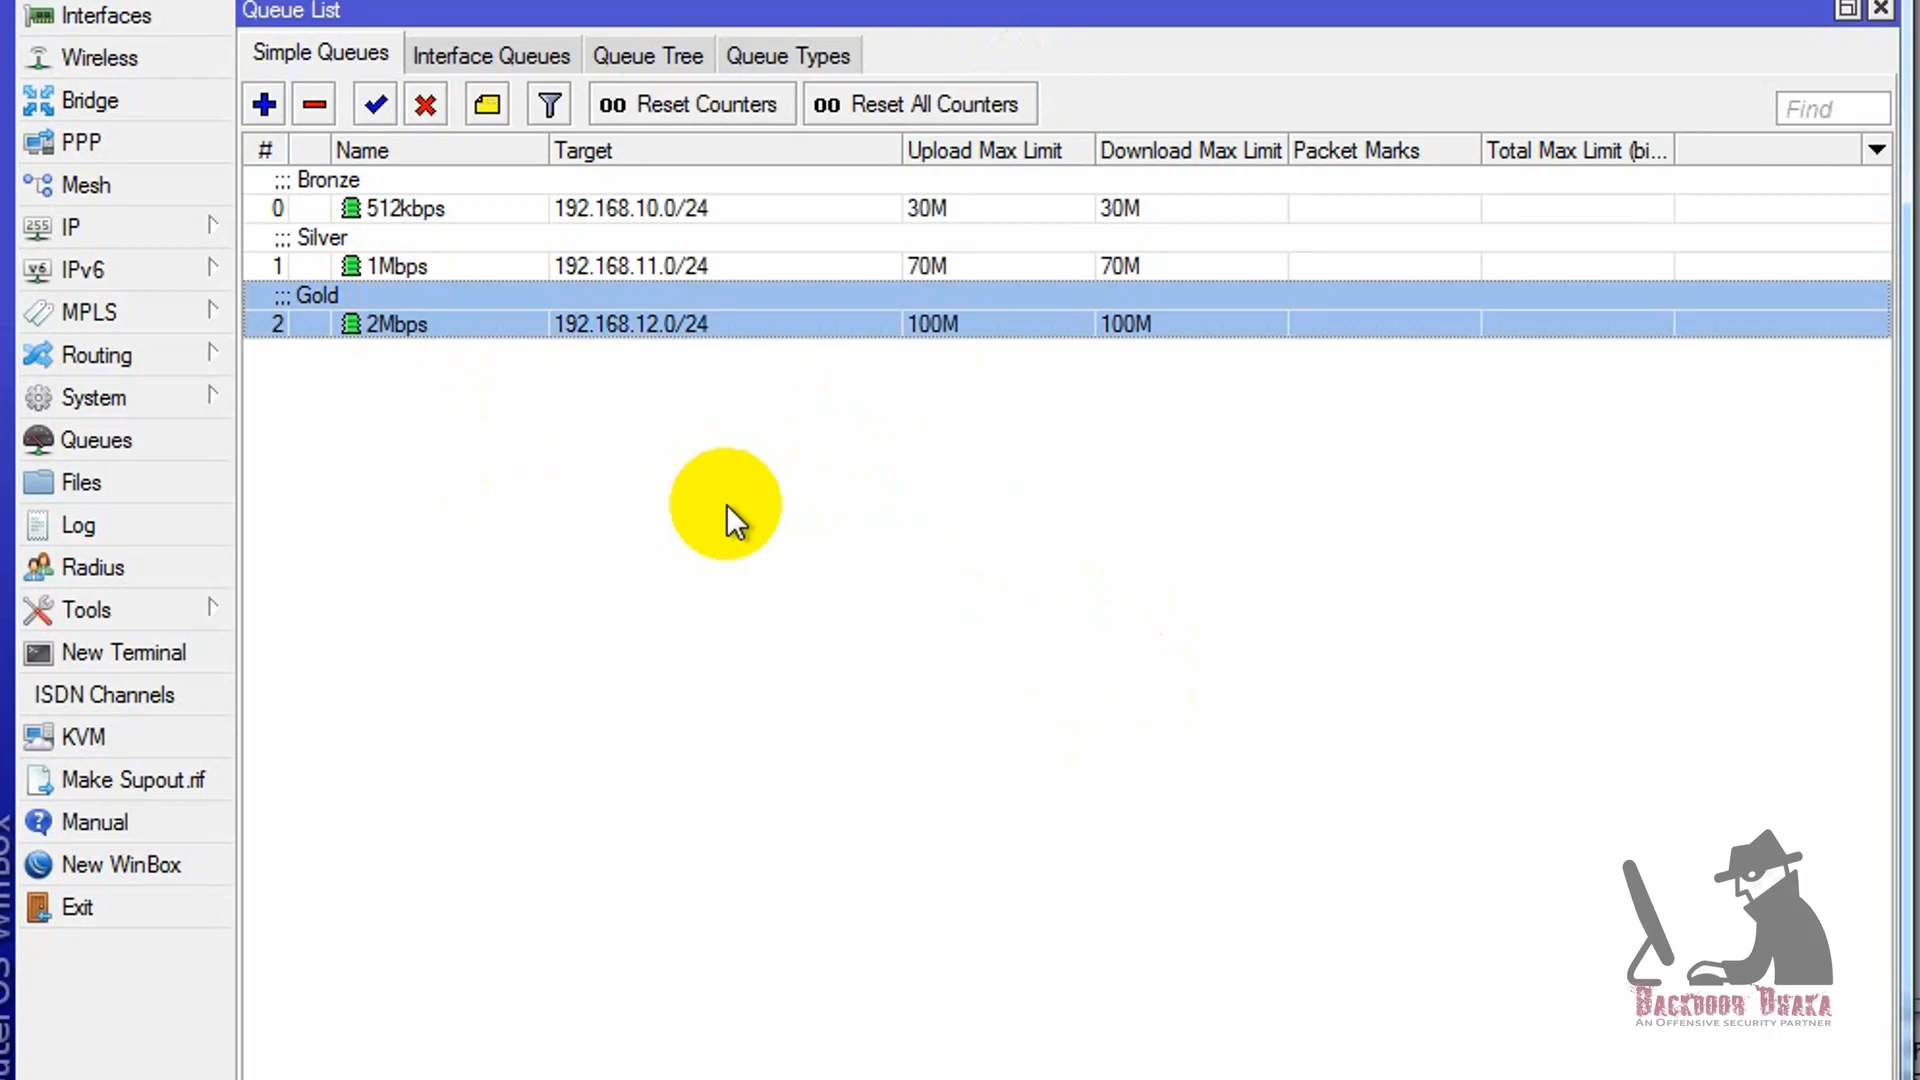 Queue List
Interfaces
Wireless
Bridge
PPP
Mesh
IP
IPv6
MPLS
Routing
System
Queues
Files
Log
Radius
Tools
New Terminal
ISDN Channels
KVM
Make Supout.rif
Manual
New WinBox
Exit
Simple Queues Interface Queues Queue Tree Queue Types
00 Reset Counters 00 Reset All Counters Find
# Name Target Upload Max Limit Download Max Limit Packet Marks Total Max Limit (bi...
;;; Bronze
0 512kbps 192.168.10.0/24 30M 30M
;;; Silver
1 1Mbps 192.168.11.0/24 70M 70M
;;; Gold
2 2Mbps 192.168.12.0/24 100M 100M
Backdoor Dhaka
An Offensive security partner